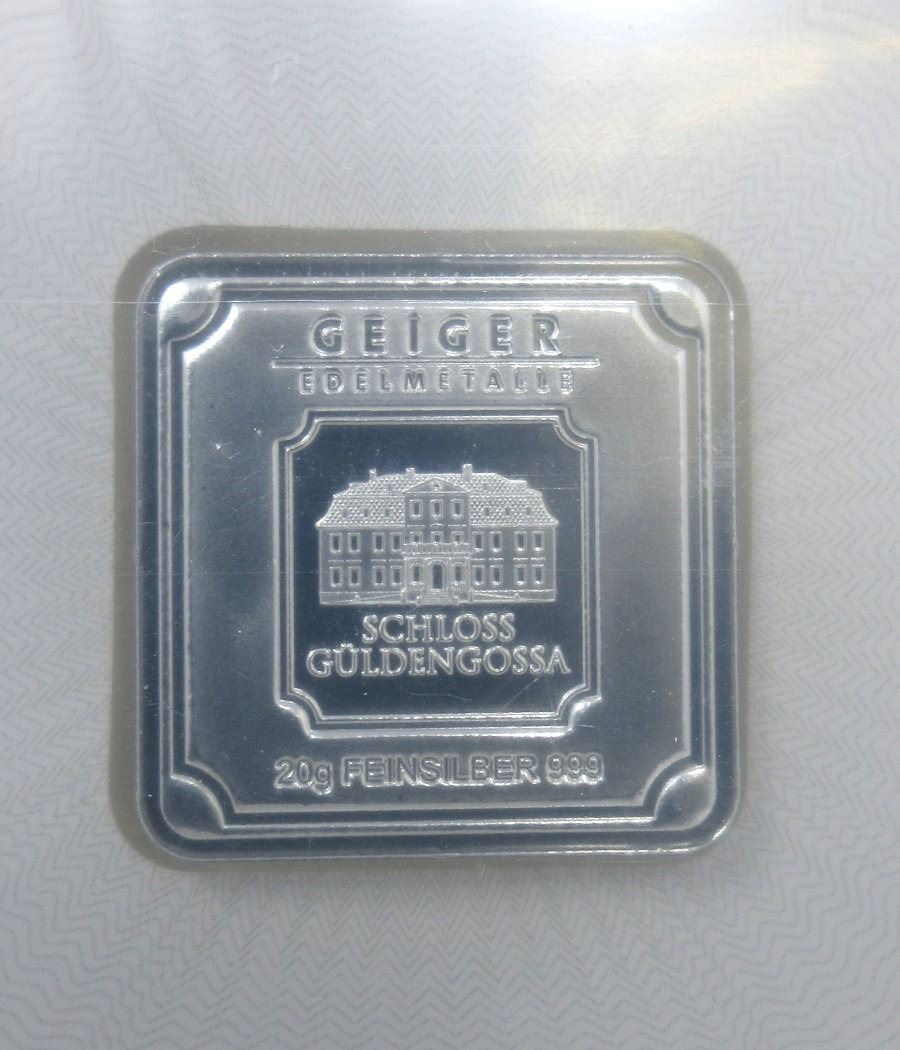 GEIGER
EDELMETALLE
SCHLOSS
GÜLDENGOSSA
20g FEINSILBER 999